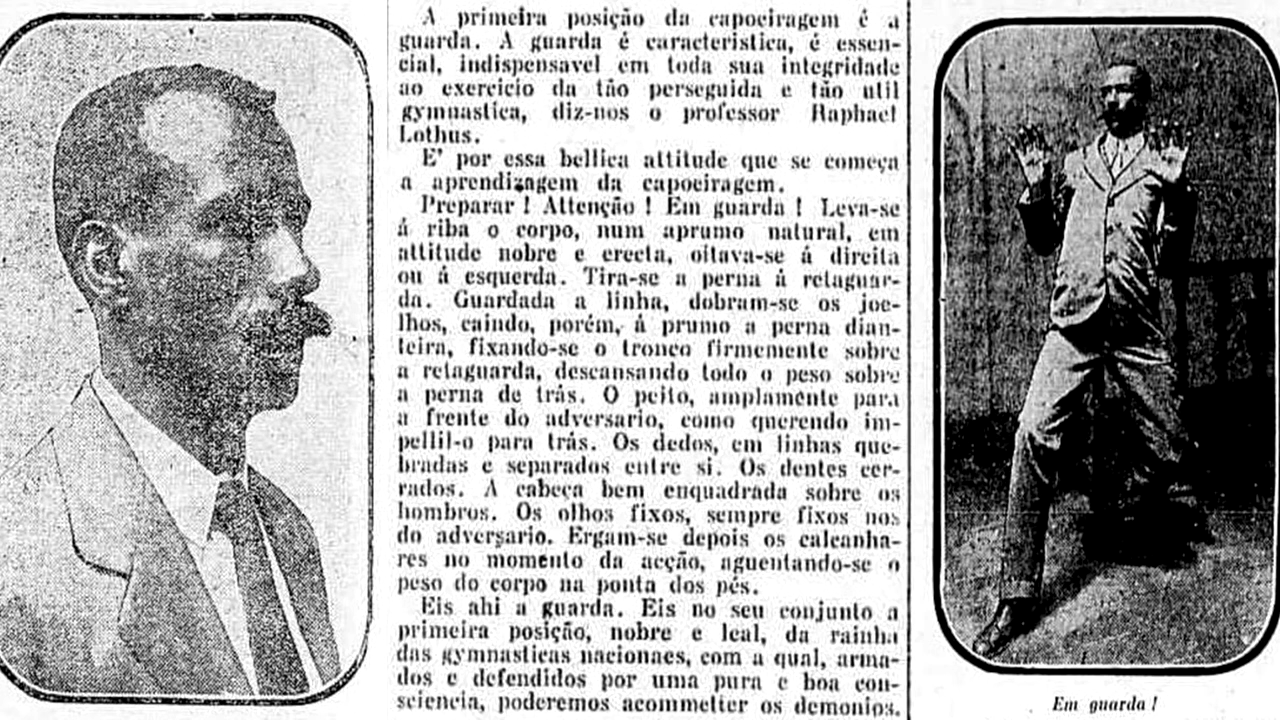 A primeira posição da capoeiragem é a
guarda. A guarda é caracteristica, é essen-
cial, indispensavel em toda sua integridade
ao exercicio da tão perseguida e tão util
gymnastica, diz-nos o professor Raphael
Lothus.
E' por essa bellica attitude que se começa
a aprendizagem da capoeiragem.
Preparar! Attenção! Em guarda! Leva-se
á riba o corpo, num aprumo natural, em
attitude nobre e erecta, oitava-se á direita
ou á esquerda. Tira-se a perna á retaguar-
da. Guardada a linha, dobram-se os joe-
lhos, caindo, porém, á prumo a perna dian-
teira, fixando-se o tronco firmemente sobre
a retaguarda, descansando todo o peso sobre
a perna de trás. O peito, amplamente para
a frente do adversario, como querendo im-
pellil-o para trás. Os dedos, em linhas que-
bradas e separados entre si. Os dentes cer-
rados. A cabeça bem enquadrada sobre os
hombros. Os olhos fixos, sempre fixos nos
do adversario. Ergam-se depois os calcanha-
res no momento da acção, aguentando-se o
peso do corpo na ponta dos pés.
Eis ahi a guarda. Eis no seu conjunto a
primeira posição, nobre e leal, da rainha
das gymnasticas nacionaes, com a qual, arma-
dos e defendidos por uma pura e boa con-
sciencia, poderemos acommetter os demonios.
Em guarda!